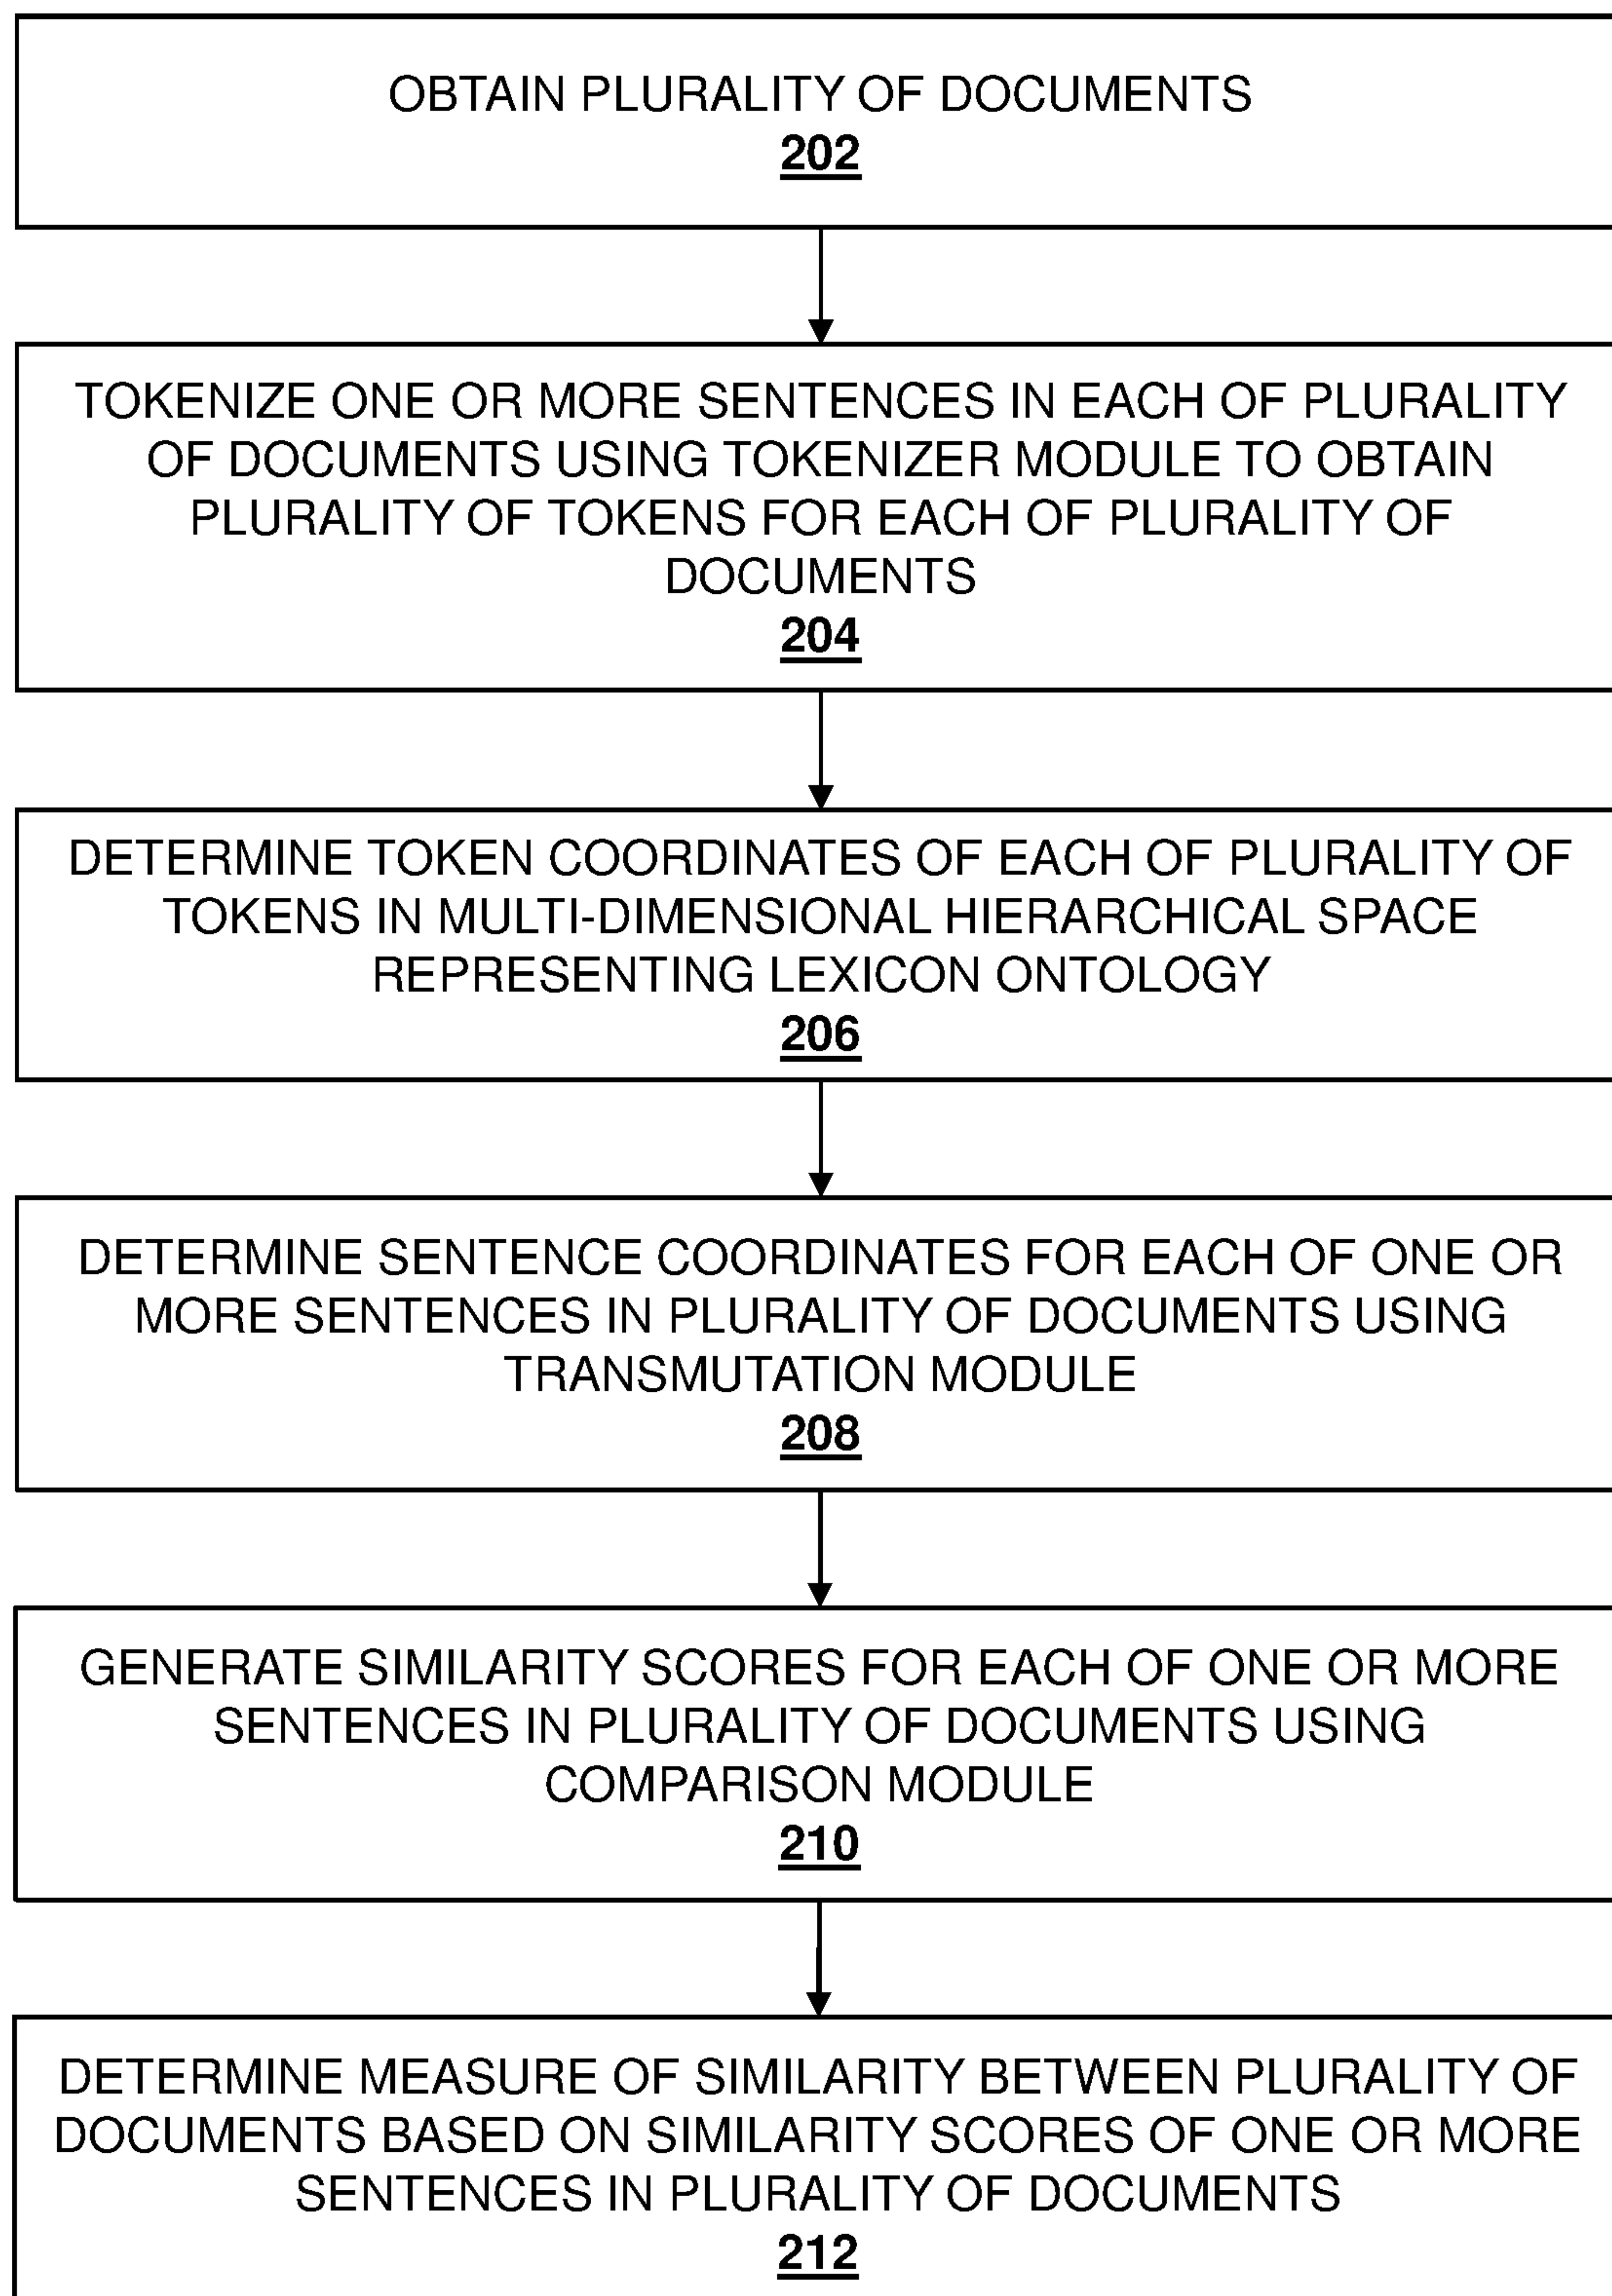 OBTAIN PLURALITY OF DOCUMENTS
202
TOKENIZE ONE OR MORE SENTENCES IN EACH OF PLURALITY
OF DOCUMENTS USING TOKENIZER MODULE TO OBTAIN
PLURALITY OF TOKENS FOR EACH OF PLURALITY OF
DOCUMENTS
204
DETERMINE TOKEN COORDINATES OF EACH OF PLURALITY OF
TOKENS IN MULTI-DIMENSIONAL HIERARCHICAL SPACE
REPRESENTING LEXICON ONTOLOGY
206
DETERMINE SENTENCE COORDINATES FOR EACH OF ONE OR
MORE SENTENCES IN PLURALITY OF DOCUMENTS USING
TRANSMUTATION MODULE
208
GENERATE SIMILARITY SCORES FOR EACH OF ONE OR MORE
SENTENCES IN PLURALITY OF DOCUMENTS USING
COMPARISON MODULE
210
DETERMINE MEASURE OF SIMILARITY BETWEEN PLURALITY OF
DOCUMENTS BASED ON SIMILARITY SCORES OF ONE OR MORE
SENTENCES IN PLURALITY OF DOCUMENTS
212